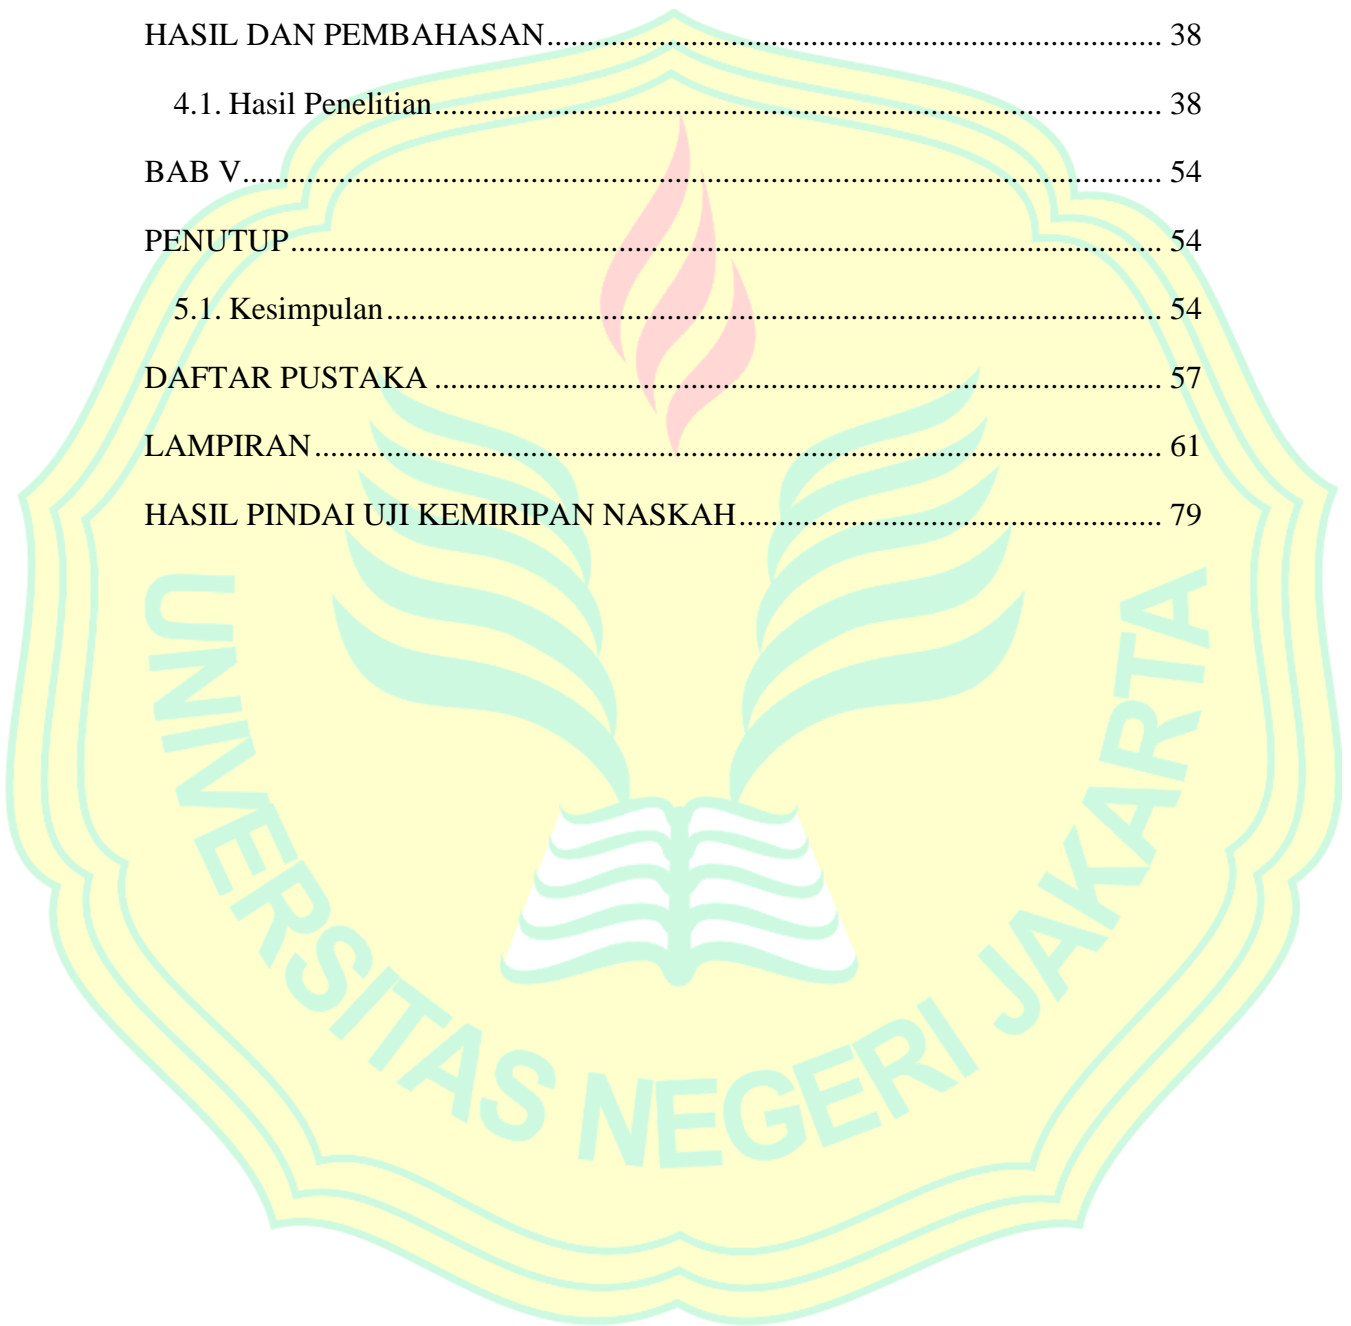 HASIL DAN PEMBAHASAN........................................................................... 38
4.1. Hasil Penelitian......................................................................................... 38
BAB V................................................................................................................ 54
PENUTUP.......................................................................................................... 54
5.1. Kesimpulan............................................................................................... 54
DAFTAR PUSTAKA ......................................................................................... 57
LAMPIRAN....................................................................................................... 61
HASIL PINDAI UJI KEMIRIPAN NASKAH.................................................... 79
UNIVERSITAS NEGERI JAKARTA